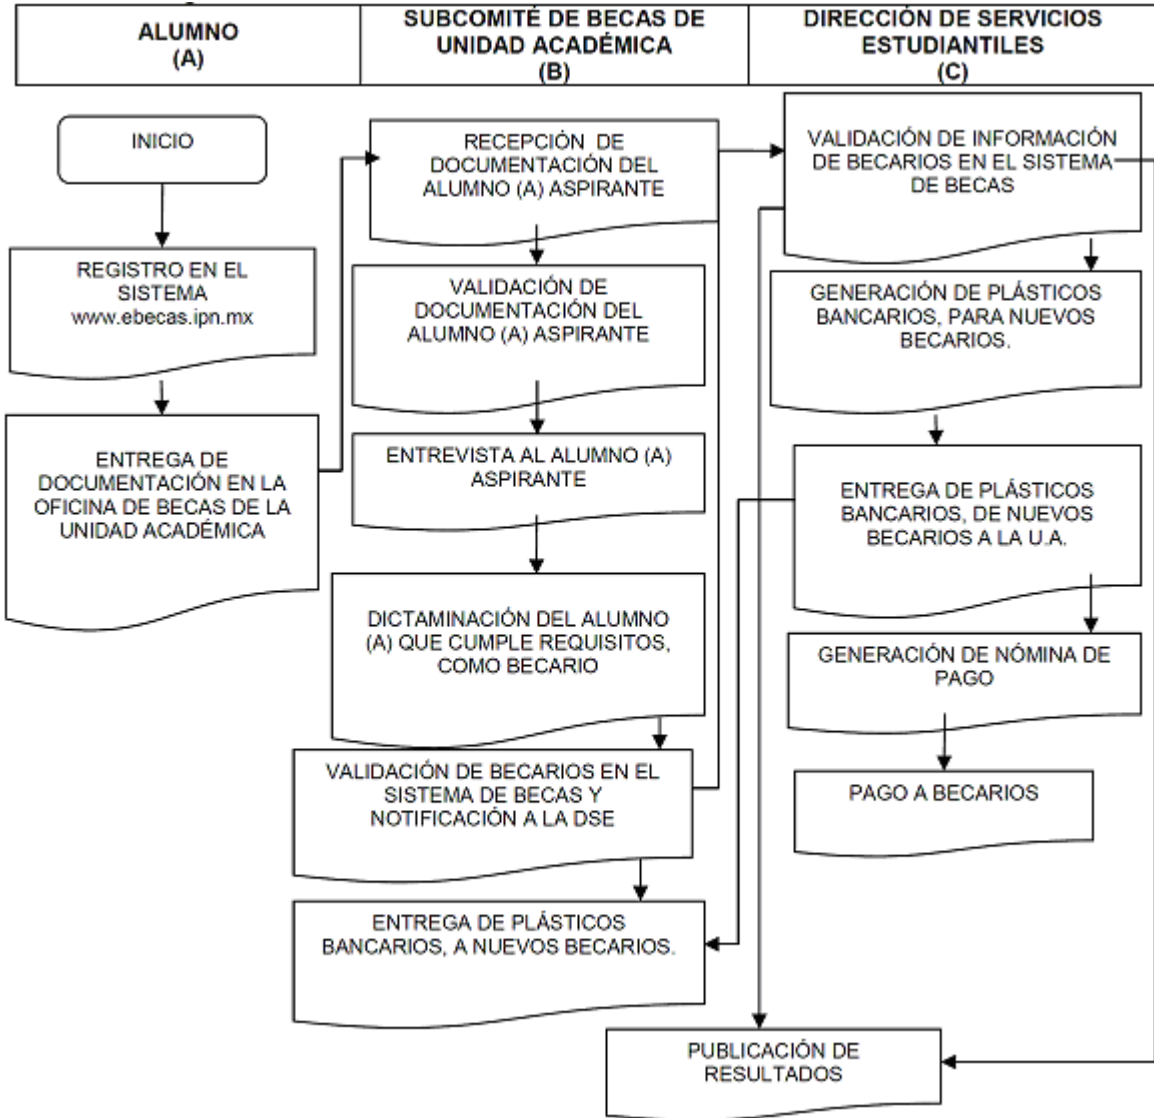 ALUMNO
(A)
SUBCOMITÉ DE BECAS DE
UNIDAD ACADÉMICA
(B)
DIRECCIÓN DE SERVICIOS
ESTUDIANTILES
(C)
INICIO
REGISTRO EN EL
SISTEMA
www.ebecas.ipn.mx
ENTREGA DE
DOCUMENTACIÓN EN LA
OFICINA DE BECAS DE LA
UNIDAD ACADÉMICA
RECEPCIÓN DE
DOCUMENTACIÓN DEL
ALUMNO (A) ASPIRANTE
VALIDACIÓN DE
DOCUMENTACIÓN DEL
ALUMNO (A) ASPIRANTE
ENTREVISTA AL ALUMNO (A)
ASPIRANTE
DICTAMINACIÓN DEL ALUMNO
(A) QUE CUMPLE REQUISITOS,
COMO BECARIO
VALIDACIÓN DE BECARIOS EN EL
SISTEMA DE BECAS Y
NOTIFICACIÓN A LA DSE
ENTREGA DE PLÁSTICOS
BANCARIOS, A NUEVOS BECARIOS.
VALIDACIÓN DE INFORMACIÓN
DE BECARIOS EN EL SISTEMA
DE BECAS
GENERACIÓN DE PLÁSTICOS
BANCARIOS, PARA NUEVOS
BECARIOS.
ENTREGA DE PLÁSTICOS
BANCARIOS, DE NUEVOS
BECARIOS A LA U.A.
GENERACIÓN DE NÓMINA DE
PAGO
PAGO A BECARIOS
PUBLICACIÓN DE
RESULTADOS